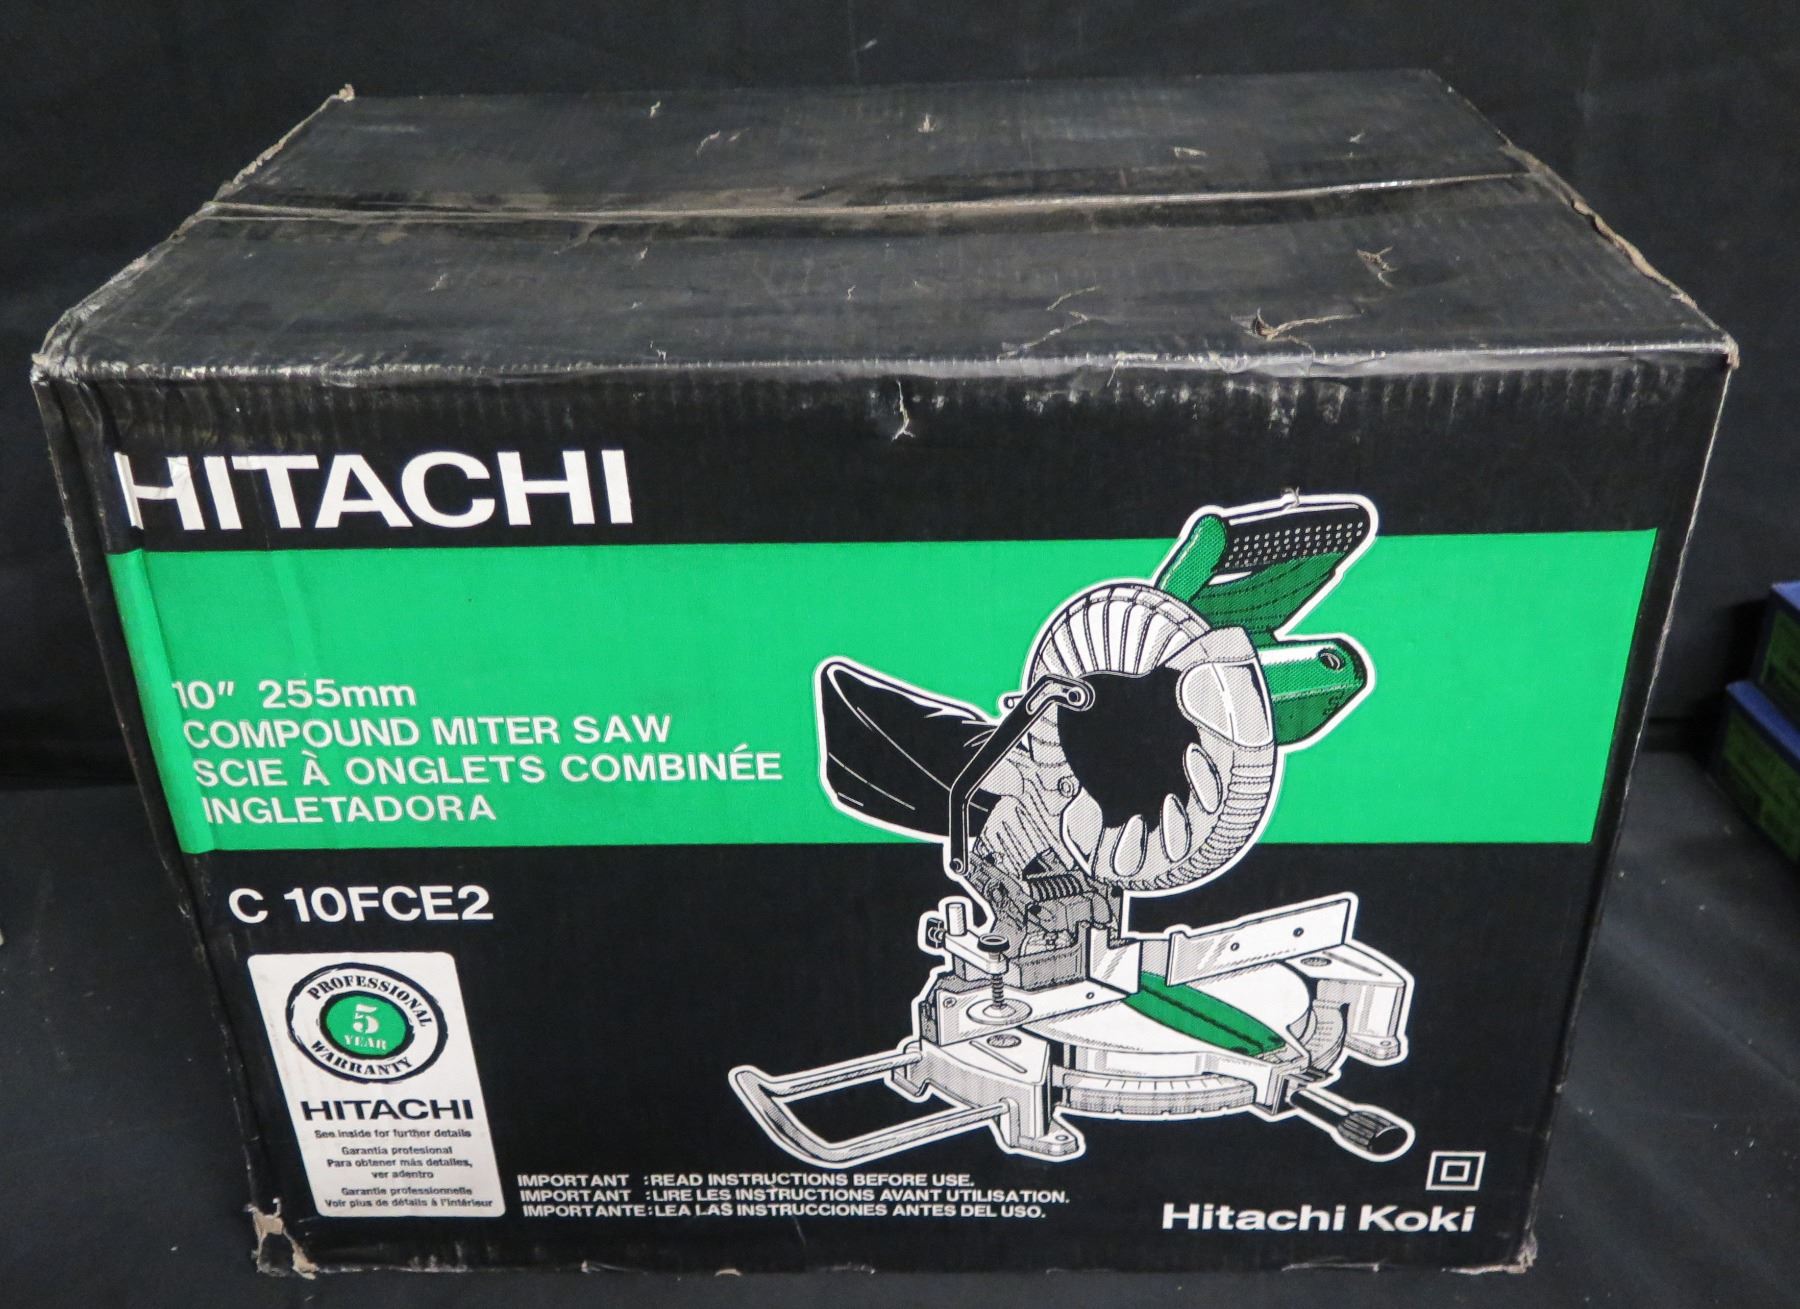 HITACHI
10" 255mm
COMPOUND MITER SAW
SCIE À ONGLETS COMBINÉE
INGLETADORA
C 10FCE2
PROFESSIONAL
5
YEAR
WARRANTY
HITACHI
See inside for further details
Garantía profesional
Para obtener más detalles,
ver adentro
Garantie professionnelle
Voir plus de détails à l'intérieur
IMPORTANT :READ INSTRUCTIONS BEFORE USE.
IMPORTANT :LIRE LES INSTRUCTIONS AVANT UTILISATION.
IMPORTANTE:LEA LAS INSTRUCCIONES ANTES DEL USO.
Hitachi Koki